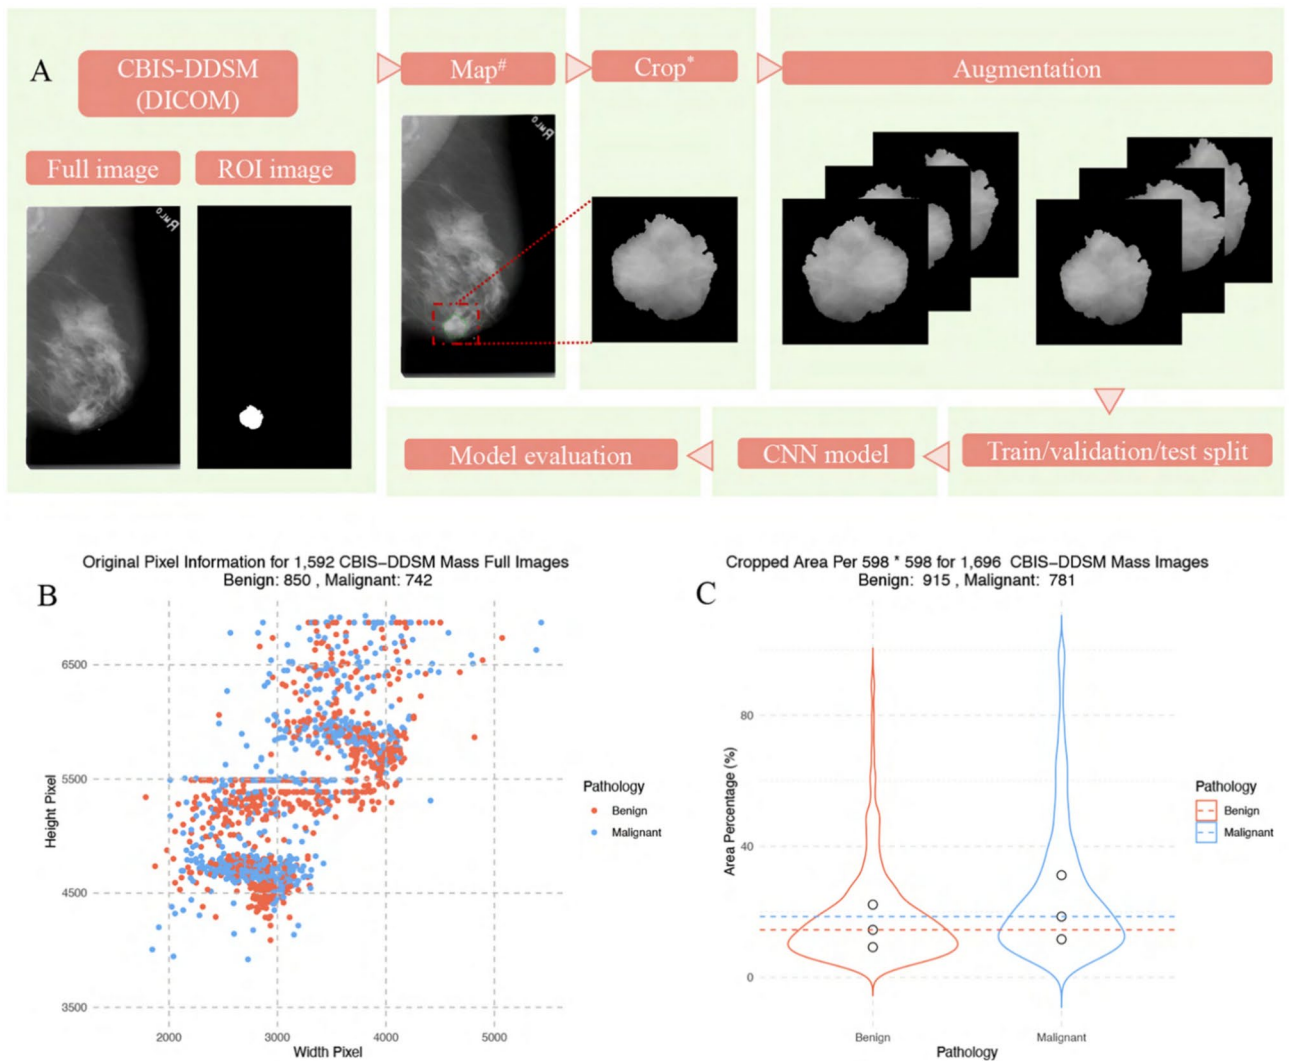 A
CBIS-DDSM
(DICOM)
Map#
Crop*
Augmentation
Full image
ROI image
RMLO
RMLO
Model evaluation
CNN model
Train/validation/test split
B
Original Pixel Information for 1,592 CBIS-DDSM Mass Full Images
Benign: 850 , Malignant: 742
Height Pixel
6500
5500
4500
3500
2000
3000
4000
5000
Width Pixel
Pathology
Benign
Malignant
C
Cropped Area Per 598 * 598 for 1,696 CBIS-DDSM Mass Images
Benign: 915 , Malignant: 781
Area Percentage (%)
80
40
0
Benign
Malignant
Pathology
Pathology
Benign
Malignant